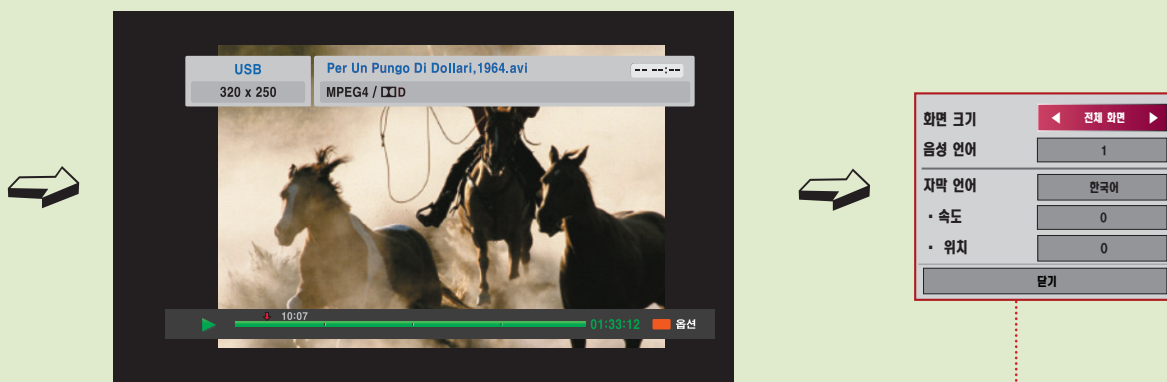 USB
320 x 250
Per Un Pungo Di Dollari,1964.avi
-- --:--
MPEG4 / DD D
10:07
01:33:12
옵션
화면 크기
◀ 전체 화면 ▶
음성 언어
1
자막 언어
한국어
· 속도
0
· 위치
0
닫기